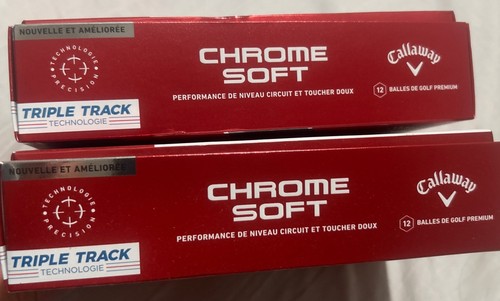 NOUVELLE ET AMÉLIORÉE
TECHNOLOGIE PRECISION
TRIPLE TRACK
TECHNOLOGIE
CHROME
SOFT
PERFORMANCE DE NIVEAU CIRCUIT ET TOUCHER DOUX
Callaway
12 BALLES DE GOLF PREMIUM
NOUVELLE ET AMÉLIORÉE
TECHNOLOGIE PRECISION
TRIPLE TRACK
TECHNOLOGIE
CHROME
SOFT
PERFORMANCE DE NIVEAU CIRCUIT ET TOUCHER DOUX
Callaway
12 BALLES DE GOLF PREMIUM